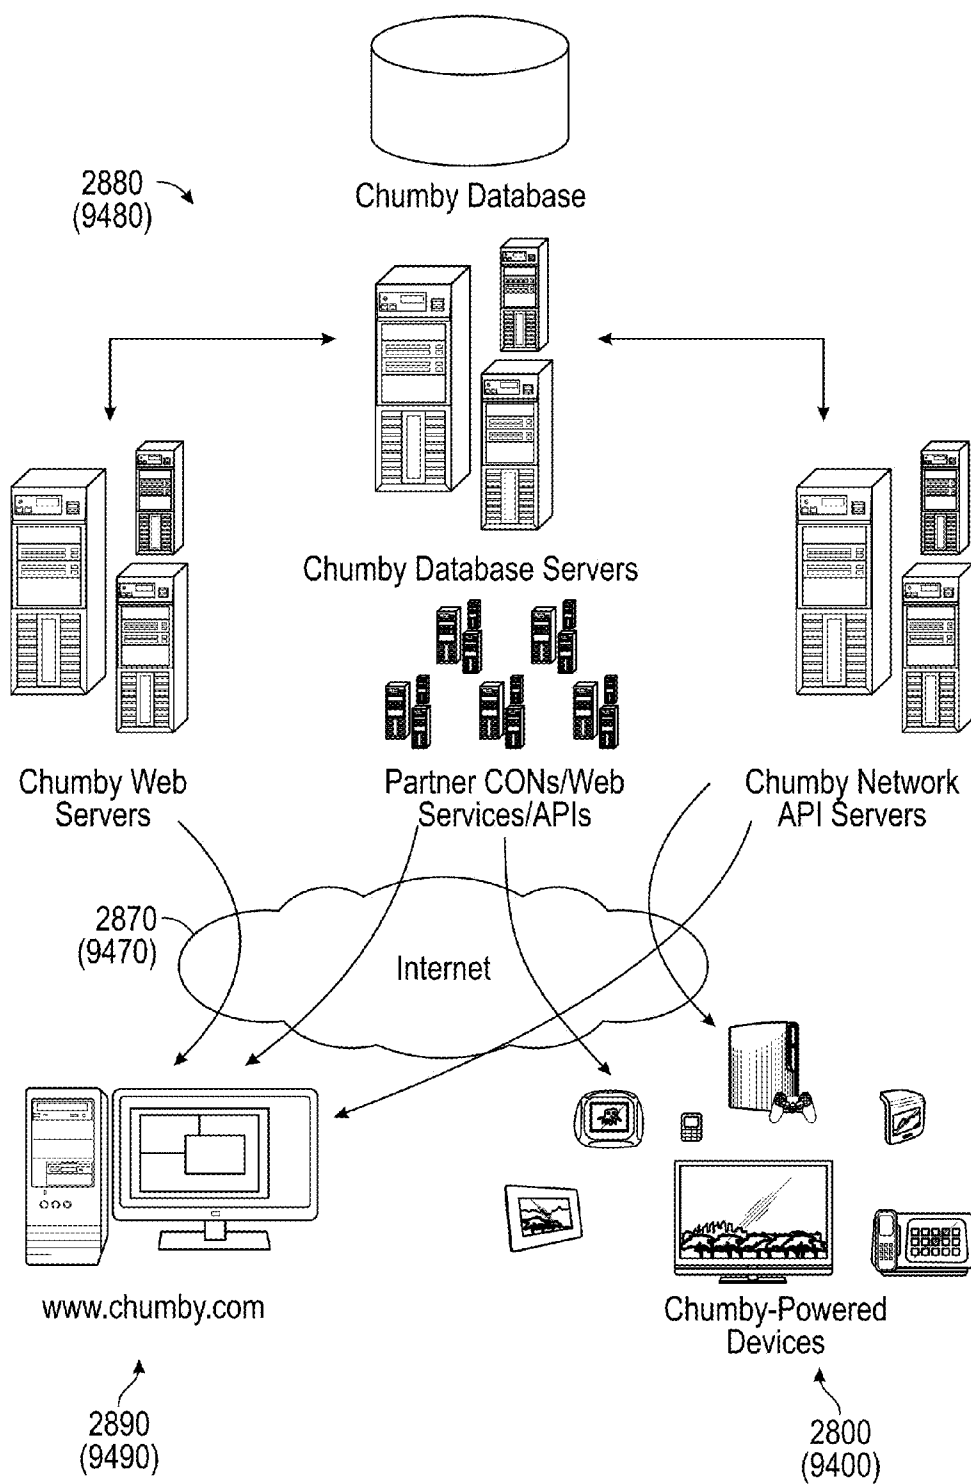 Chumby Database
2880
(9480)
Chumby Database Servers
Chumby Web
Servers
Partner CONs/Web
Services/APIs
Chumby Network
API Servers
2870
(9470)
Internet
www.chumby.com
Chumby-Powered
Devices
2890
(9490)
2800
(9400)